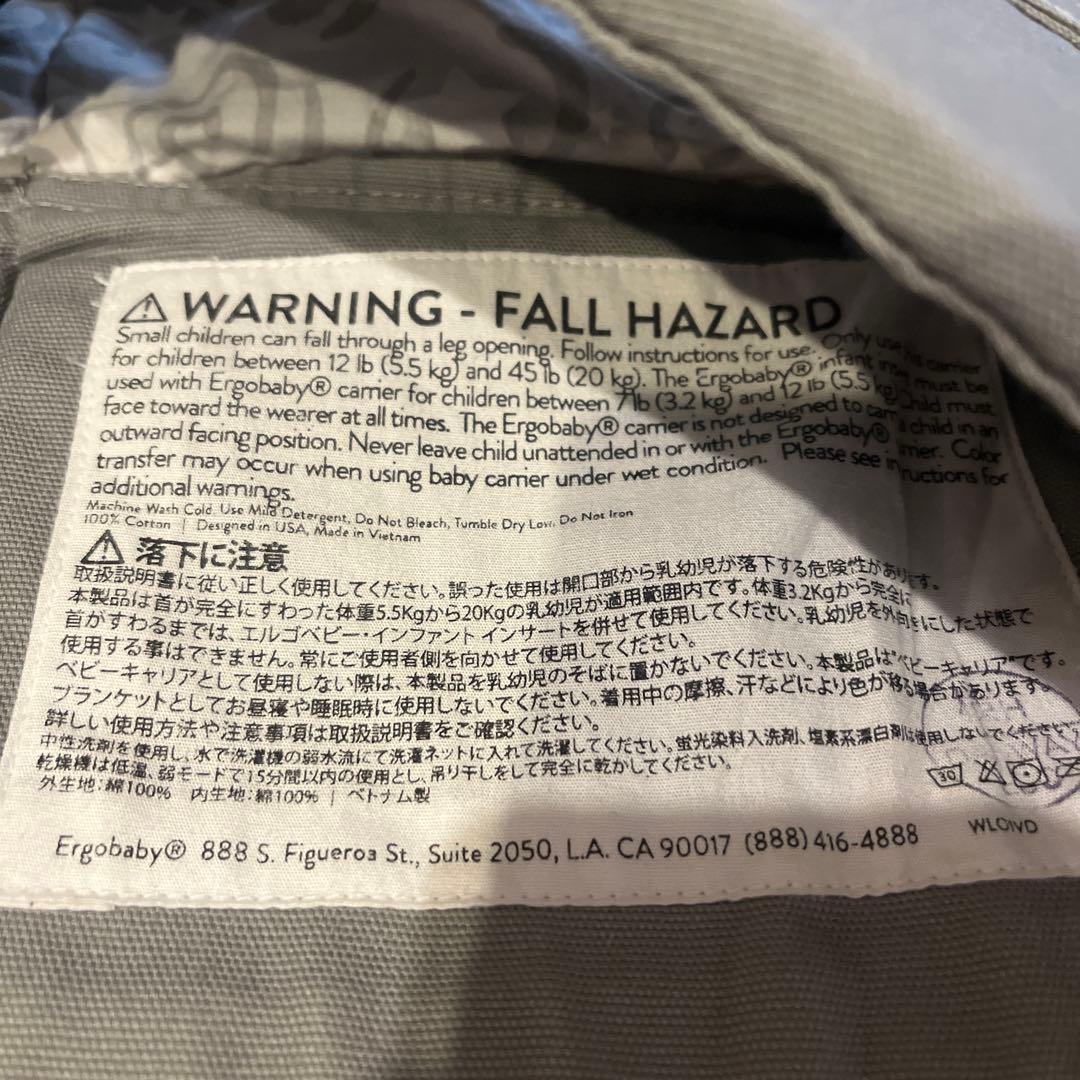 WARNING - FALL HAZARD
Small children can fall through a leg opening. Follow instructions for use. Only use this carrier
for children between 12 lb (5.5 kg) and 45 lb (20 kg). The Ergobaby® infant must be
used with Ergobaby® carrier for children between 7 lb (3.2 kg) and 12 lb (5.5 kg). Child must
face toward the wearer at all times. The Ergobaby® carrier is not designed to carry a child in an
outward facing position. Never leave child unattended in or with the Ergobaby® carrier. Color
transfer may occur when using baby carrier under wet condition. Please see instructions for
additional warnings.
Machine Wash Cold, Use Mild Detergent, Do Not Bleach, Tumble Dry Low, Do Not Iron
100% Cotton | Designed in USA, Made in Vietnam
落下に注意
取扱説明書に従い正しく使用してください。誤った使用は開口部から乳幼児が落下する危険性があります。
本製品は首が完全にすわった体重5.5Kgから20Kgの乳幼児が適用範囲内です。体重3.2Kgから完全に
首がすわるまでは、エルゴベビー・インファント インサートを併せて使用してください。乳幼児を外向きにした状態で
使用する事はできません。常にご使用者側を向かせて使用してください。
ベビーキャリアとして使用しない際は、本製品を乳幼児のそばに置かないでください。本製品は"ベビーキャリア"です。
ブランケットとしてお昼寝や睡眠時に使用しないでください。着用中の摩擦、汗などにより色が移る場合があります。
詳しい使用方法や注意事項は取扱説明書をご確認ください。
中性洗剤を使用し、水で洗濯機の弱水流にて洗濯ネットに入れて洗濯してください。蛍光染料入洗剤、塩素系漂白剤は使用しないでください
乾燥機は低温、弱モードで15分間以内の使用とし、吊り干しをして完全に乾かしてください。
外生地:綿100% 内生地:綿100% | ベトナム製
30
WLOIVD
Ergobaby® 888 S. Figueroa St., Suite 2050, L.A. CA 90017 (888) 416-4888